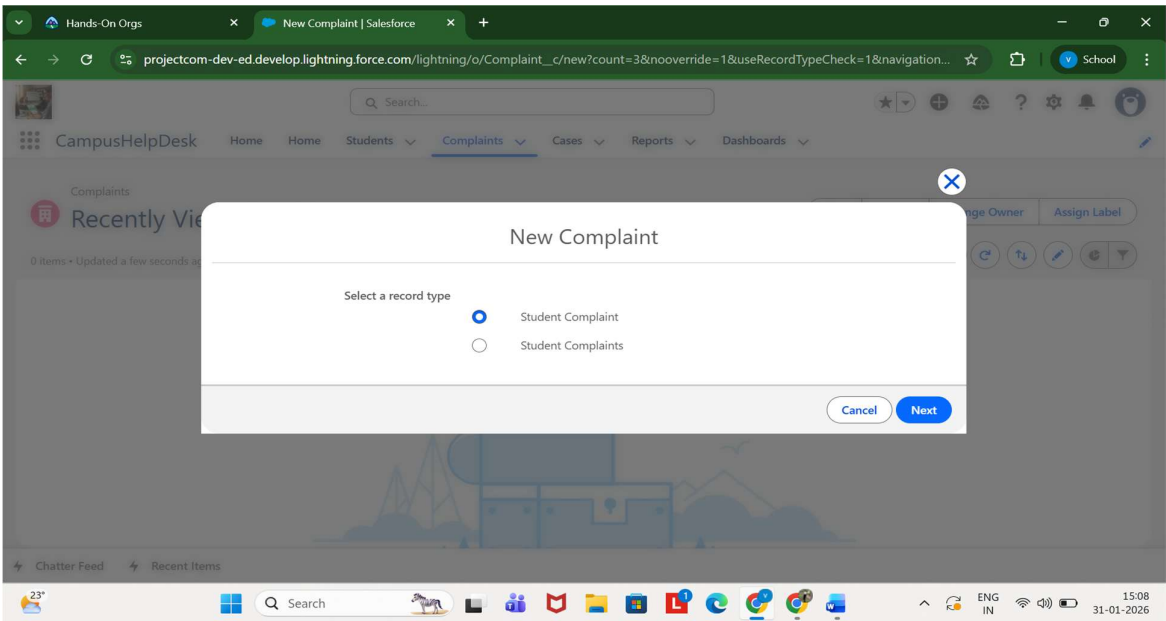 Hands-On Orgs
New Complaint | Salesforce
projectcom-dev-ed.develop.lightning.force.com/lightning/o/Complaint__c/new?count=3&nooverride=1&useRecordTypeCheck=1&navigation...
V School
Search...
CampusHelpDesk Home Home Students Complaints Cases Reports Dashboards
Complaints
Recently Vie
nge Owner Assign Label
0 items • Updated a few seconds ag
New Complaint
Select a record type
Student Complaint
Student Complaints
Cancel Next
Chatter Feed Recent Items
23°
Search
1
ENG
IN
15:08
31-01-2026